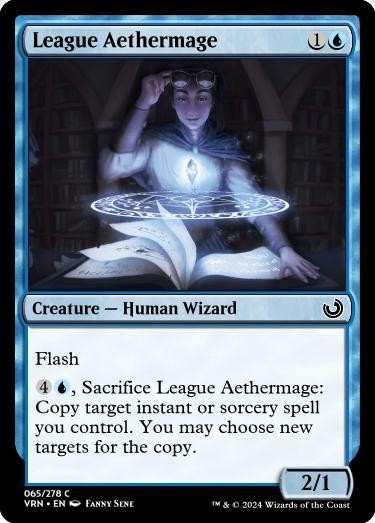 League Aethermage 1
Creature — Human Wizard
Flash
4, Sacrifice League Aethermage:
Copy target instant or sorcery spell
you control. You may choose new
targets for the copy.
2/1
065/278 C
VRN • EN Fanny Sene
™ & © 2024 Wizards of the Coast